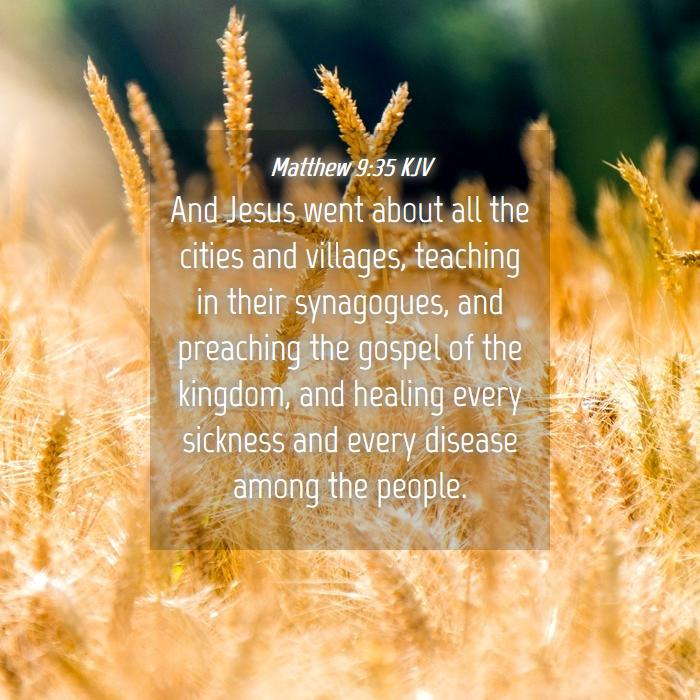 Matthew 9:35 KJV
And Jesus went about all the
cities and villages, teaching
in their synagogues, and
preaching the gospel of the
kingdom, and healing every
sickness and every disease
among the people.